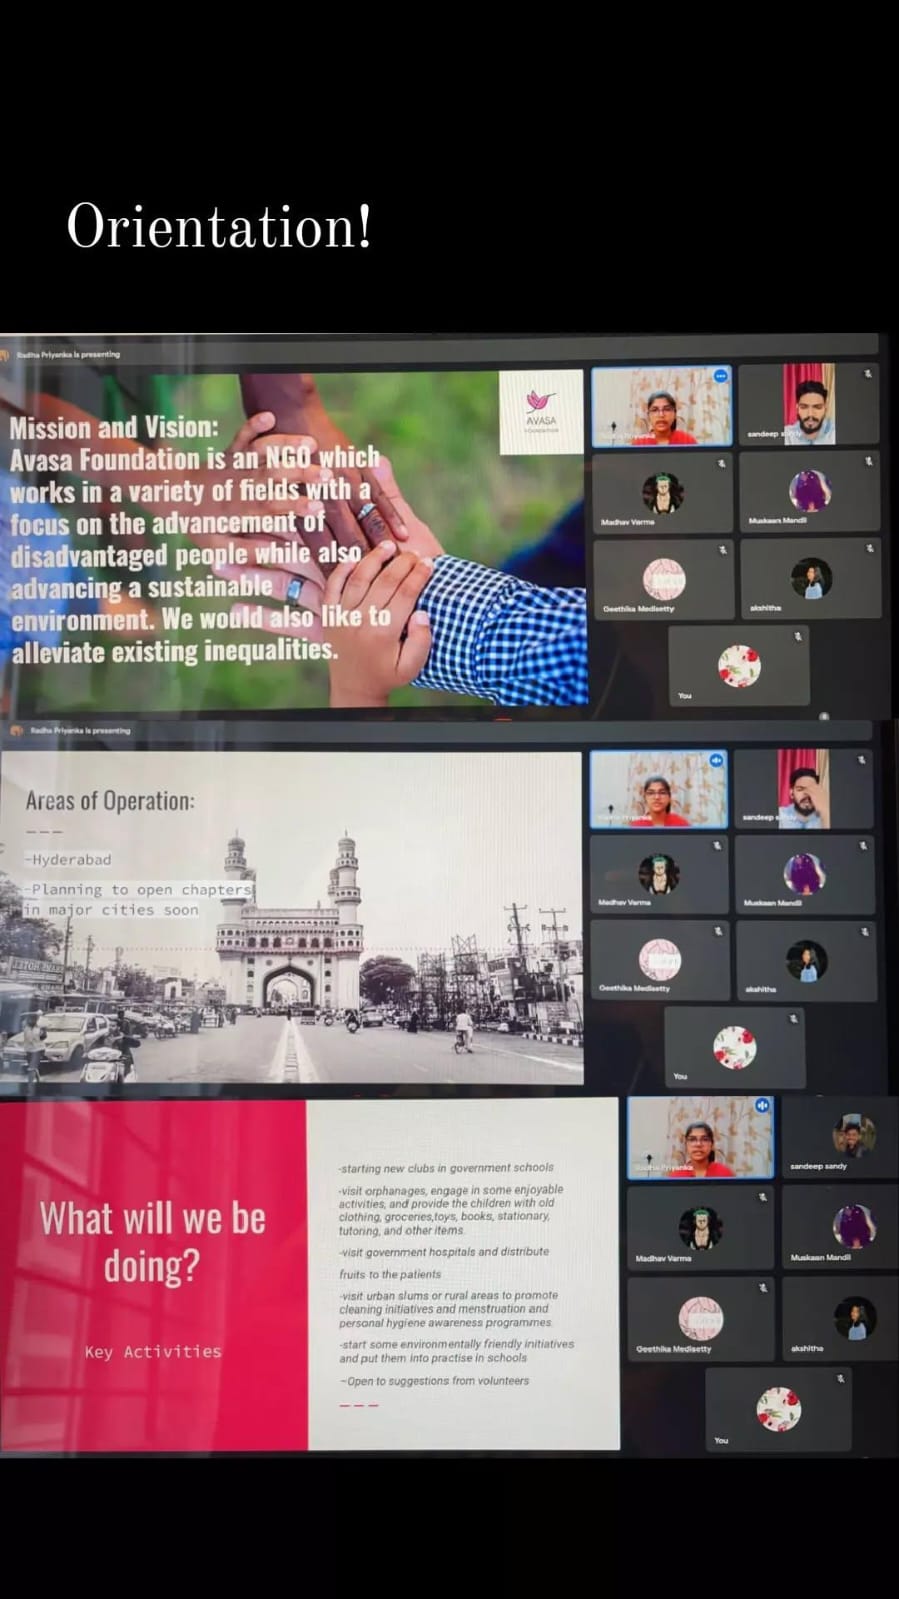 Orientation!
Radha Priyanka is presenting
Mission and Vision:
Avasa Foundation is an NGO which
works in a variety of fields with a
focus on the advancement of
disadvantaged people while also
advancing a sustainable
environment. We would also like to
alleviate existing inequalities.
AVASA
FOUNDATION
Radha Priyanka
sandeep sandy
Madhav Varma
Muskaan Mandil
Geethika Medisetty
akshitha
You
Radha Priyanka is presenting
Areas of Operation:
---
-Hyderabad
-Planning to open chapters
in major cities soon
Radha Priyanka
sandeep sandy
Madhav Varma
Muskaan Mandil
Geethika Medisetty
akshitha
You
What will we be
doing?
Key Activities
-starting new clubs in government schools
-visit orphanages, engage in some enjoyable
activities, and provide the children with old
clothing, groceries,toys, books, stationary,
tutoring, and other items.
-visit government hospitals and distribute
fruits to the patients
-visit urban slums or rural areas to promote
cleaning initiatives and menstruation and
personal hygiene awareness programmes.
-start some environmentally friendly initiatives
and put them into practise in schools
~Open to suggestions from volunteers
---
Radha Priyanka
sandeep sandy
Madhav Varma
Muskaan Mandil
Geethika Medisetty
akshitha
You